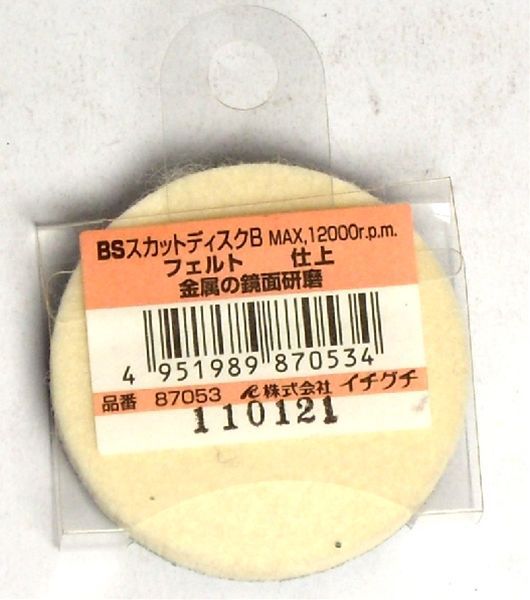 BSスカットディスクB MAX,12000r.p.m.
フェルト 仕上
金属の鏡面研磨
4 951989 870534
品番 87053 株式会社 イチグチ
110121